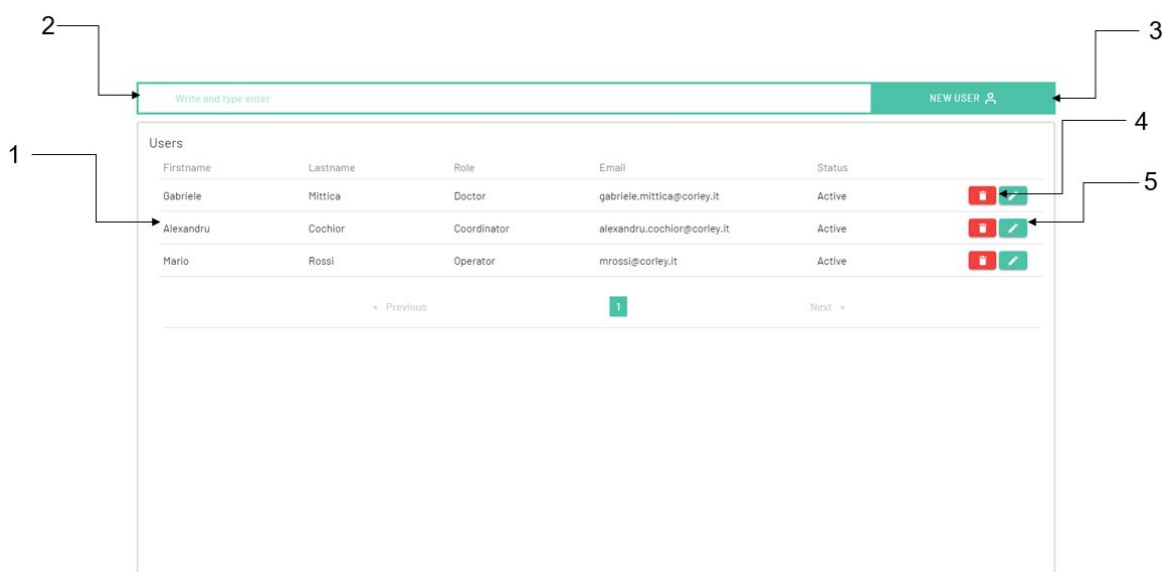 2
3
Write and type enter
NEW USER
4
Users
1
Firstname Lastname Role Email Status
5
Gabriele Mittica Doctor gabriele.mittica@corley.it Active
Alexandru Cochior Coordinator alexandru.cochior@corley.it Active
Mario Rossi Operator mrossi@corley.it Active
« Previous 1 Next »